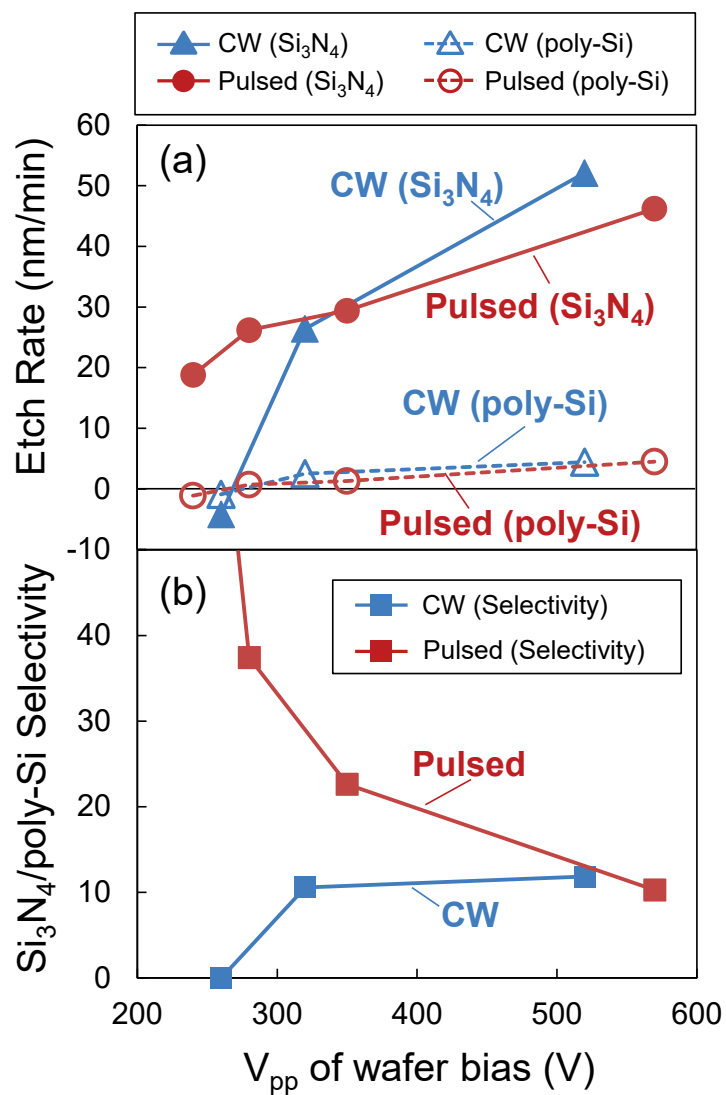 CW (Si₃N₄) CW (poly-Si)
Pulsed (Si₃N₄) Pulsed (poly-Si)
60
50
40
30
20
10
0
-10
Etch Rate (nm/min)
(a)
CW (Si₃N₄)
Pulsed (Si₃N₄)
CW (poly-Si)
Pulsed (poly-Si)
(b)
CW (Selectivity)
Pulsed (Selectivity)
40
30
20
10
0
Si₃N₄/poly-Si Selectivity
Pulsed
CW
200 300 400 500 600
Vₚₚ of wafer bias (V)